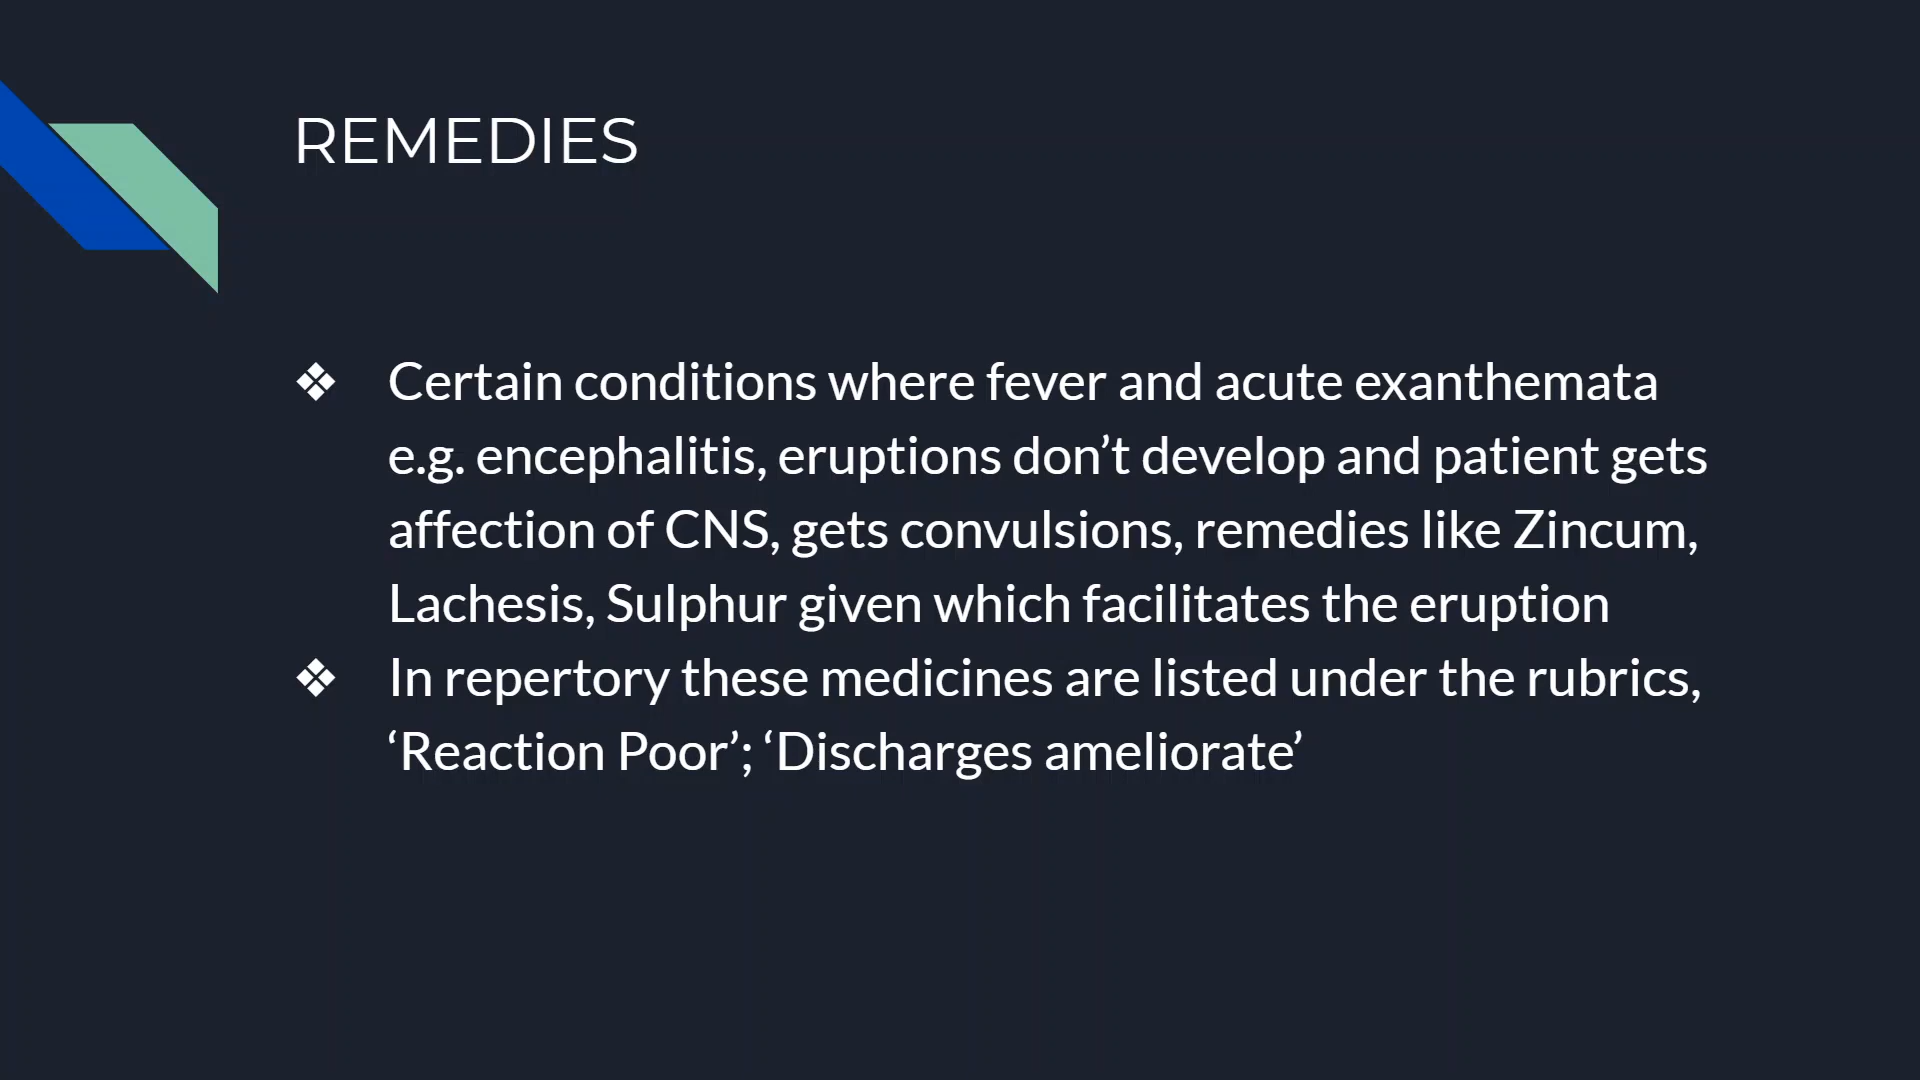 REMEDIES
❖ Certain conditions where fever and acute exanthemata
e.g. encephalitis, eruptions don’t develop and patient gets
affection of CNS, gets convulsions, remedies like Zincum,
Lachesis, Sulphur given which facilitates the eruption
❖ In repertory these medicines are listed under the rubrics,
‘Reaction Poor’; ‘Discharges ameliorate’